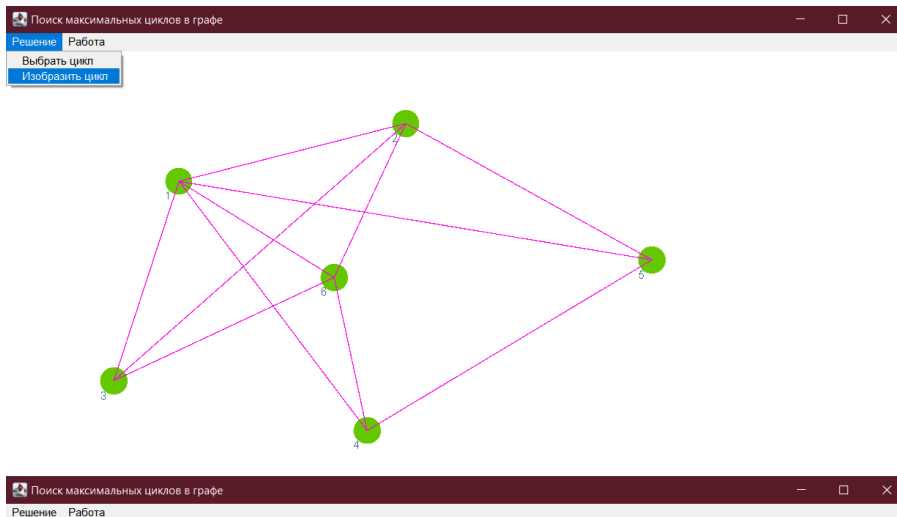 Поиск максимальных циклов в графе
Решение Работа
Выбрать цикл
Изобразить цикл
2
1
5
6
3
4
Поиск максимальных циклов в графе
Решение Работа